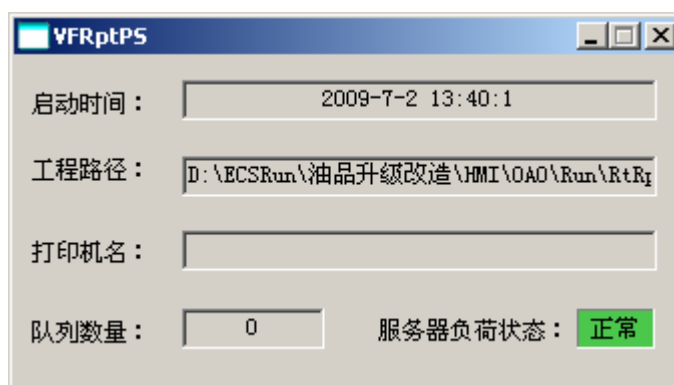 VFRptPS
启动时间： 2009-7-2 13:40:1
工程路径： D:\ECSRun\油品升级改造\HMI\OAO\Run\RtRp
打印机名：
队列数量： 0 服务器负荷状态： 正常